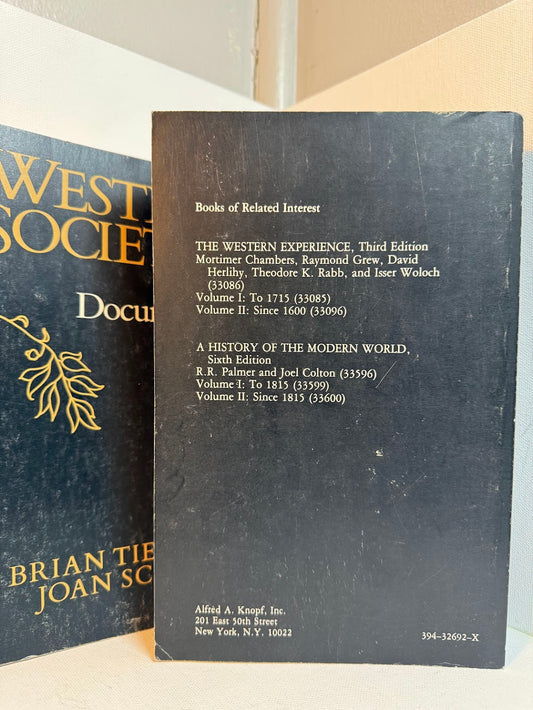 WEST
SOCIET
Docu
BRIAN TIE
JOAN SC
Books of Related Interest
THE WESTERN EXPERIENCE, Third Edition
Mortimer Chambers, Raymond Grew, David
Herlihy, Theodore K. Rabb, and Isser Woloch
(33086)
Volume I: To 1715 (33085)
Volume II: Since 1600 (33096)
A HISTORY OF THE MODERN WORLD,
Sixth Edition
R.R. Palmer and Joel Colton (33596)
Volume I: To 1815 (33599)
Volume II: Since 1815 (33600)
Alfred A. Knopf, Inc.
201 East 50th Street
New York, N.Y. 10022
394-32692-X